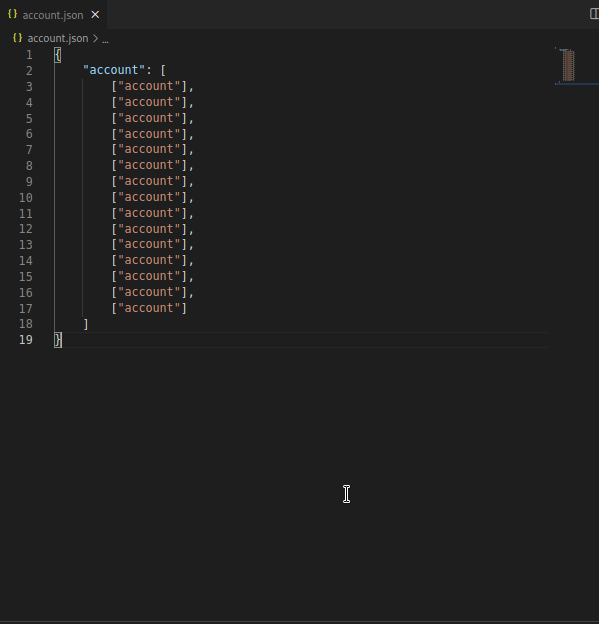 {} account.json ×
{} account.json > ...
1 {
2     "account": [
3         ["account"],
4         ["account"],
5         ["account"],
6         ["account"],
7         ["account"],
8         ["account"],
9         ["account"],
10         ["account"],
11         ["account"],
12         ["account"],
13         ["account"],
14         ["account"],
15         ["account"],
16         ["account"],
17         ["account"]
18     ]
19 }